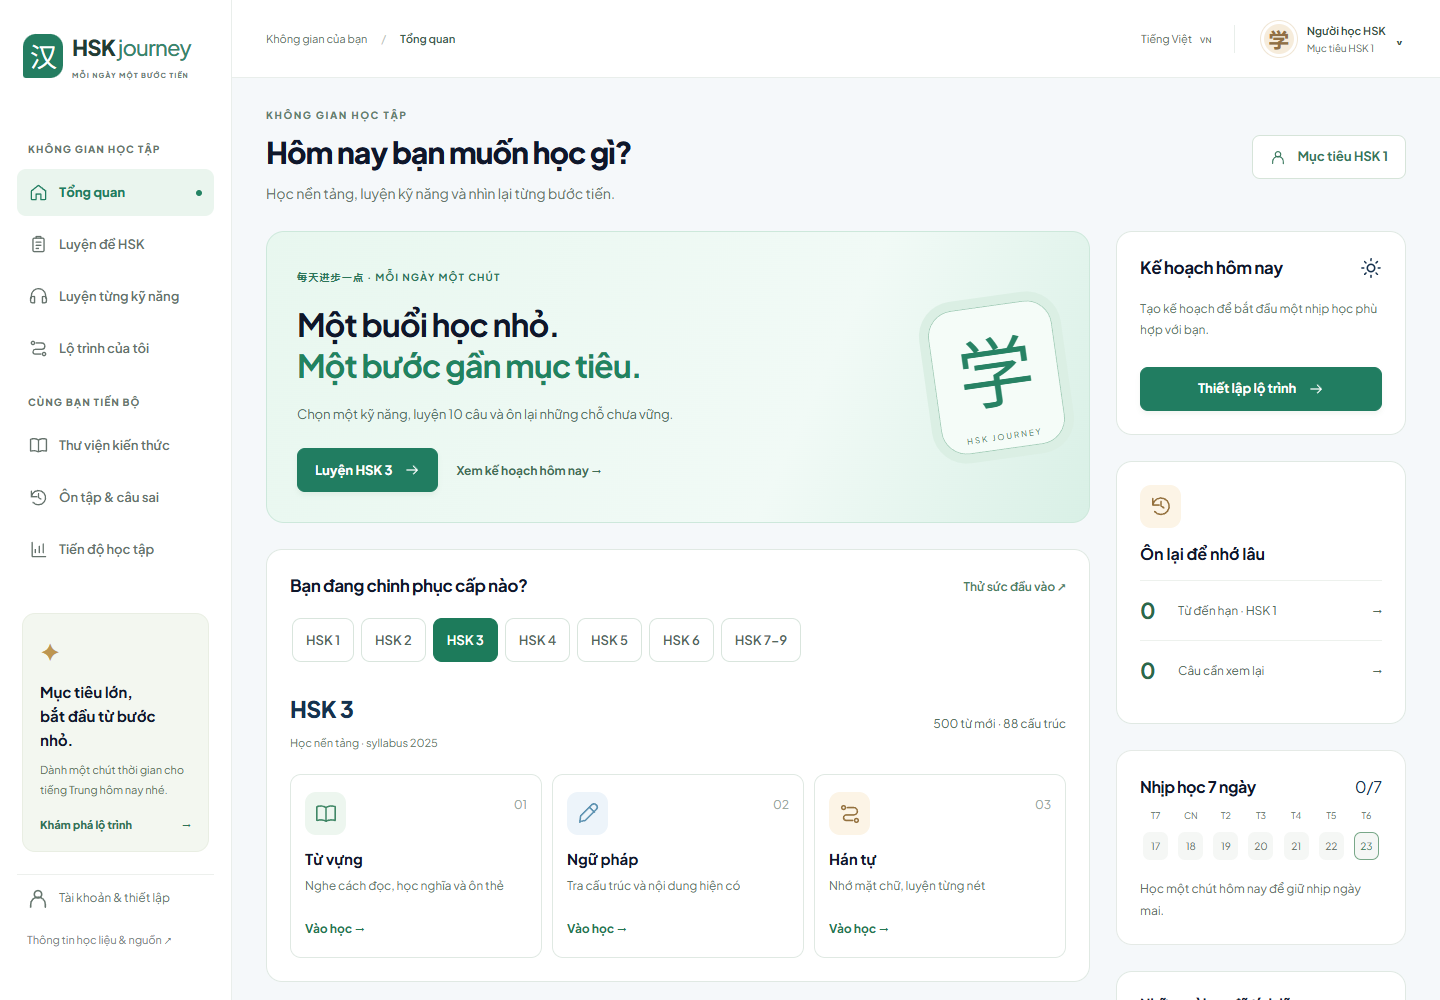 汉
HSK journey
MỖI NGÀY MỘT BƯỚC TIẾN
KHÔNG GIAN HỌC TẬP
Tổng quan
Luyện đề HSK
Luyện từng kỹ năng
Lộ trình của tôi
CÙNG BẠN TIẾN BỘ
Thư viện kiến thức
Ôn tập & câu sai
Tiến độ học tập
Mục tiêu lớn,
bắt đầu từ bước
nhỏ.
Dành một chút thời gian cho
tiếng Trung hôm nay nhé.
Khám phá lộ trình →
Tài khoản & thiết lập
Thông tin học liệu & nguồn ↗
Không gian của bạn / Tổng quan
Tiếng Việt VN
学
Người học HSK
Mục tiêu HSK 1
KHÔNG GIAN HỌC TẬP
Hôm nay bạn muốn học gì?
Học nền tảng, luyện kỹ năng và nhìn lại từng bước tiến.
Mục tiêu HSK 1
每天进步一点 · MỖI NGÀY MỘT CHÚT
Một buổi học nhỏ.
Một bước gần mục tiêu.
Chọn một kỹ năng, luyện 10 câu và ôn lại những chỗ chưa vững.
Luyện HSK 3 →
Xem kế hoạch hôm nay →
学
HSK JOURNEY
Bạn đang chinh phục cấp nào?
Thử sức đầu vào ↗
HSK 1
HSK 2
HSK 3
HSK 4
HSK 5
HSK 6
HSK 7–9
HSK 3
Học nền tảng · syllabus 2025
500 từ mới · 88 cấu trúc
01
Từ vựng
Nghe cách đọc, học nghĩa và ôn thẻ
Vào học →
02
Ngữ pháp
Tra cấu trúc và nội dung hiện có
Vào học →
03
Hán tự
Nhớ mặt chữ, luyện từng nét
Vào học →
Kế hoạch hôm nay
Tạo kế hoạch để bắt đầu một nhịp học phù
hợp với bạn.
Thiết lập lộ trình →
Ôn lại để nhớ lâu
0 Từ đến hạn · HSK 1 →
0 Câu cần xem lại →
Nhịp học 7 ngày 0/7
T7 CN T2 T3 T4 T5 T6
17 18 19 20 21 22 23
Học một chút hôm nay để giữ nhịp ngày
mai.